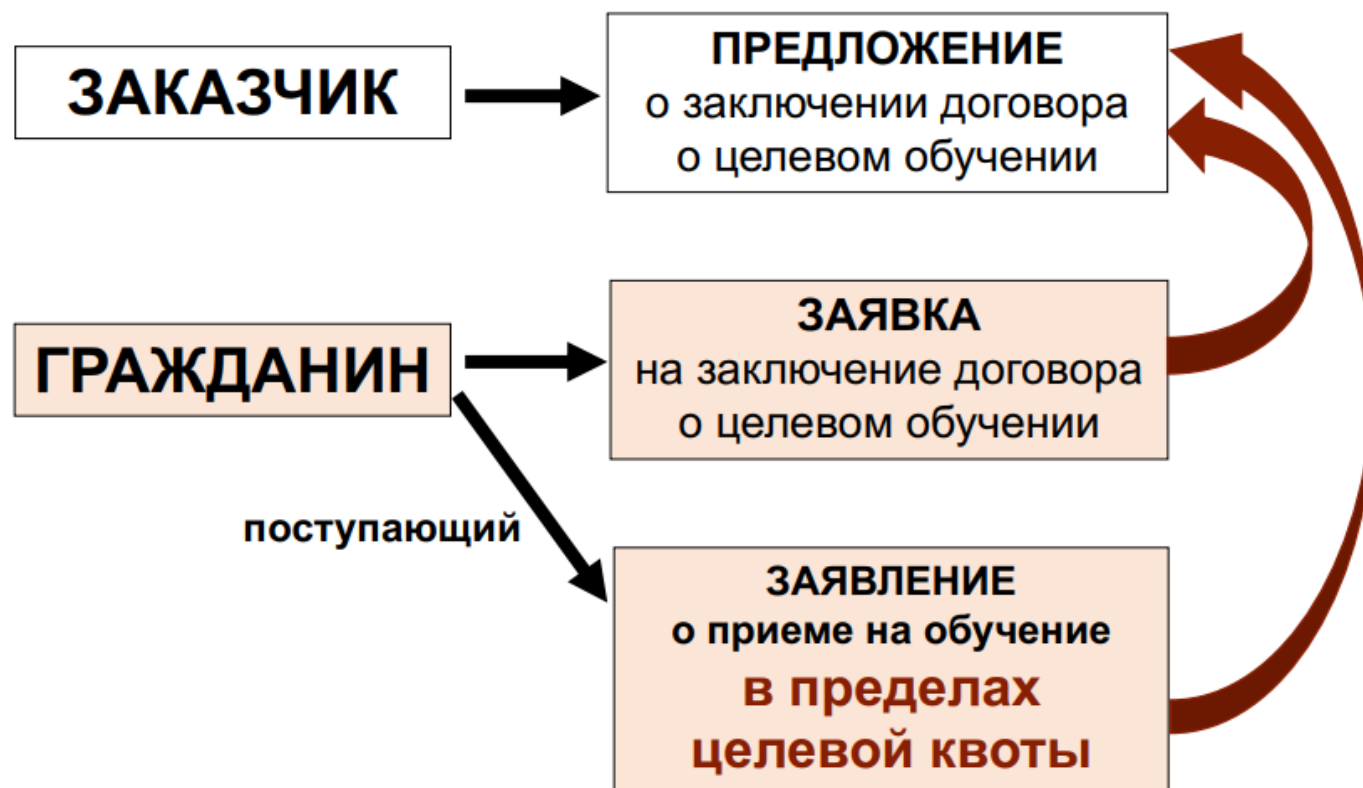 ЗАКАЗЧИК
ПРЕДЛОЖЕНИЕ
о заключении договора
о целевом обучении
ГРАЖДАНИН
ЗАЯВКА
на заключение договора
о целевом обучении
поступающий
ЗАЯВЛЕНИЕ
о приеме на обучение
в пределах
целевой квоты